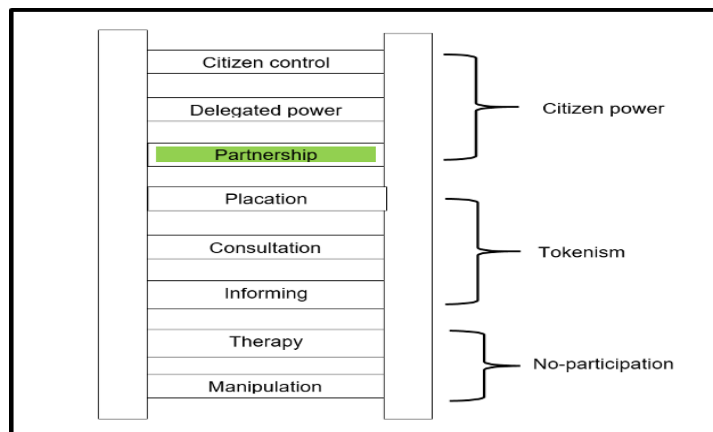 Citizen control
Delegated power
Partnership
Citizen power
Placation
Consultation
Informing
Tokenism
Therapy
Manipulation
No-participation